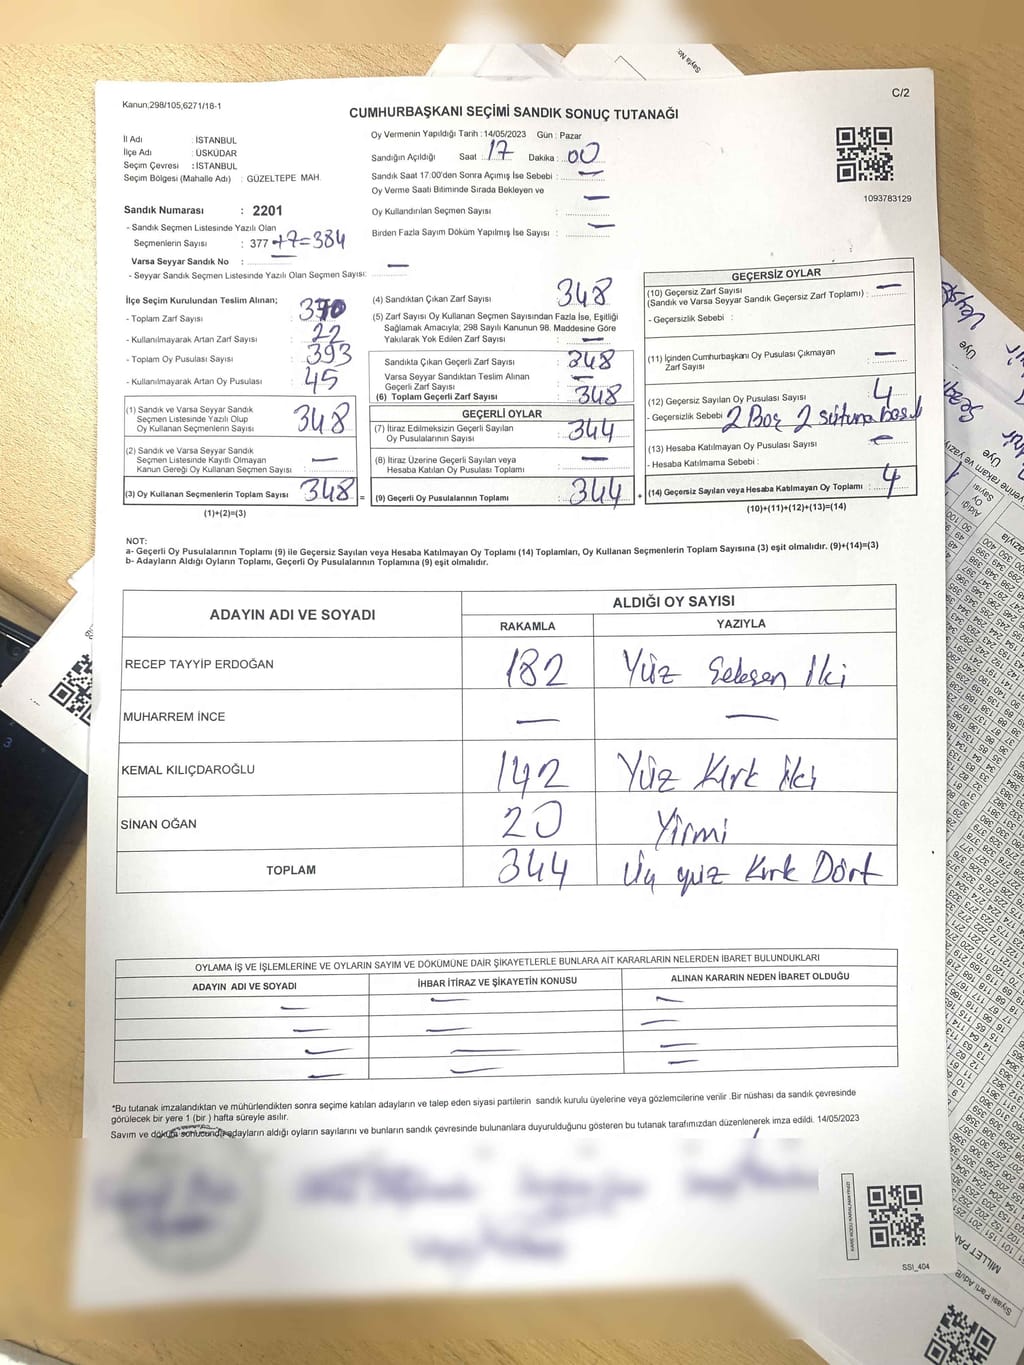 Kanun;298/105,6271/18-1
C/2
CUMHURBAŞKANI SEÇİMİ SANDIK SONUÇ TUTANAĞI
İl Adı : İSTANBUL
İlçe Adı : ÜSKÜDAR
Seçim Çevresi : İSTANBUL
Seçim Bölgesi (Mahalle Adı) : GÜZELTEPE MAH.
Oy Vermenin Yapıldığı Tarih : 14/05/2023 Gün : Pazar
Sandığın Açıldığı Saat : 17 Dakika : 00
Sandık Saat 17:00'den Sonra Açımış İse Sebebi : —
Oy Verme Saati Bitiminde Sırada Bekleyen ve
Oy Kullandırılan Seçmen Sayısı : —
Birden Fazla Sayım Döküm Yapılmış İse Sayısı : —
1093783129
Sandık Numarası : 2201
- Sandık Seçmen Listesinde Yazılı Olan
Seçmenlerin Sayısı : 377 +7=384
Varsa Seyyar Sandık No : —
- Seyyar Sandık Seçmen Listesinde Yazılı Olan Seçmen Sayısı: —
İlçe Seçim Kurulundan Teslim Alınan;
- Toplam Zarf Sayısı : 370
- Kullanılmayarak Artan Zarf Sayısı : 22
- Toplam Oy Pusulası Sayısı : 393
- Kullanılmayarak Artan Oy Pusulası : 45
(1) Sandık ve Varsa Seyyar Sandık
Seçmen Listesinde Yazılı Olup
Oy Kullanan Seçmenlerin Sayısı : 348
(2) Sandık ve Varsa Seyyar Sandık
Seçmen Listesinde Kayıtlı Olmayan
Kanun Gereği Oy Kullanan Seçmen Sayısı : —
(3) Oy Kullanan Seçmenlerin Toplam Sayısı : 348 =
(1)+(2)=(3)
(4) Sandıktan Çıkan Zarf Sayısı : 348
(5) Zarf Sayısı Oy Kullanan Seçmen Sayısından Fazla İse, Eşitliği
Sağlamak Amacıyla; 298 Sayılı Kanunun 98. Maddesine Göre
Yakılarak Yok Edilen Zarf Sayısı : —
Sandıkta Çıkan Geçerli Zarf Sayısı : 348
Varsa Seyyar Sandıktan Teslim Alınan
Geçerli Zarf Sayısı : —
(6) Toplam Geçerli Zarf Sayısı : 348
GEÇERLİ OYLAR
(7) İtiraz Edilmeksizin Geçerli Sayılan
Oy Pusulalarının Sayısı : 344
(8) İtiraz Üzerine Geçerli Sayılan veya
Hesaba Katılan Oy Pusulası Toplamı : —
(9) Geçerli Oy Pusulalarının Toplamı : 344 +
GEÇERSİZ OYLAR
(10) Geçersiz Zarf Sayısı
(Sandık ve Varsa Seyyar Sandık Geçersiz Zarf Toplamı) : —
- Geçersizlik Sebebi :
(11) İçinden Cumhurbaşkanı Oy Pusulası Çıkmayan
Zarf Sayısı : —
(12) Geçersiz Sayılan Oy Pusulası Sayısı : 4
- Geçersizlik Sebebi : 2 Boş 2 sütuna basılı
(13) Hesaba Katılmayan Oy Pusulası Sayısı : —
- Hesaba Katılmama Sebebi :
(14) Geçersiz Sayılan veya Hesaba Katılmayan Oy Toplamı : 4
(10)+(11)+(12)+(13)=(14)
NOT:
a- Geçerli Oy Pusulalarının Toplamı (9) ile Geçersiz Sayılan veya Hesaba Katılmayan Oy Toplamı (14) Toplamları, Oy Kullanan Seçmenlerin Toplam Sayısına (3) eşit olmalıdır. (9)+(14)=(3)
b- Adayların Aldığı Oyların Toplamı, Geçerli Oy Pusulalarının Toplamına (9) eşit olmalıdır.
ADAYIN ADI VE SOYADI
ALDIĞI OY SAYISI
RAKAMLA YAZIYLA
RECEP TAYYİP ERDOĞAN 182 Yüz Seksen İki
MUHARREM İNCE — —
KEMAL KILIÇDAROĞLU 142 Yüz Kırk iki
SİNAN OĞAN 20 Yirmi
TOPLAM 344 Üç yüz Kırk Dört
OYLAMA İŞ VE İŞLEMLERİNE VE OYLARIN SAYIM VE DÖKÜMÜNE DAİR ŞİKAYETLERLE BUNLARA AİT KARARLARIN NELERDEN İBARET BULUNDUKLARI
ADAYIN ADI VE SOYADI İHBAR İTİRAZ VE ŞİKAYETİN KONUSU ALINAN KARARIN NEDEN İBARET OLDUĞU
— — —
— — —
— — —
— — —
*Bu tutanak imzalandıktan ve mühürlendikten sonra seçime katılan adayların ve talep eden siyasi partilerin sandık kurulu üyelerine veya gözlemcilerine verilir .Bir nüshası da sandık çevresinde
görülecek bir yere 1 (bir ) hafta süreyle asılır.
Sayım ve döküm sonucunda adayların aldığı oyların sayılarını ve bunların sandık çevresinde bulunanlara duyurulduğunu gösteren bu tutanak tarafımızdan düzenlenerek imza edildi. 14/05/2023
SSI_404